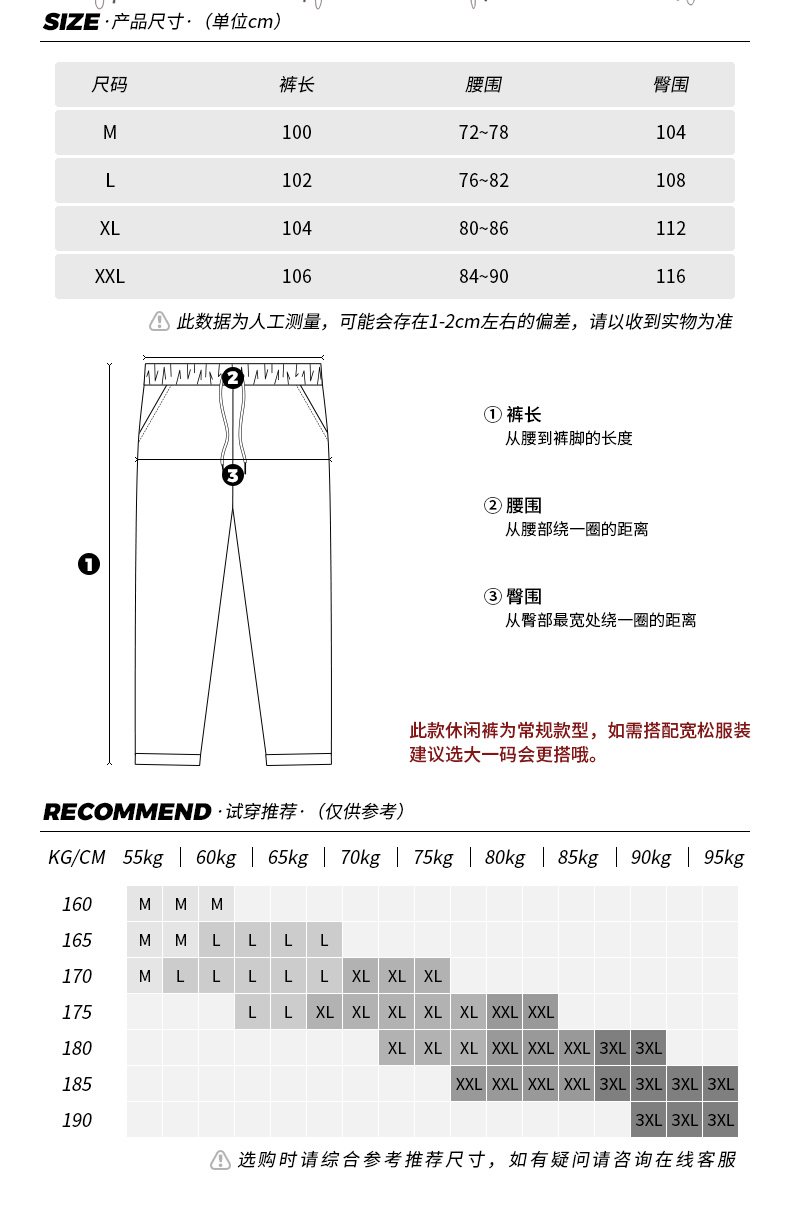 SIZE ·产品尺寸·（单位cm）
尺码 裤长 腰围 臀围
M 100 72~78 104
L 102 76~82 108
XL 104 80~86 112
XXL 106 84~90 116
此数据为人工测量，可能会存在1-2cm左右的偏差，请以收到实物为准
2
3
1
① 裤长
从腰到裤脚的长度
② 腰围
从腰部绕一圈的距离
③ 臀围
从臀部最宽处绕一圈的距离
此款休闲裤为常规款型，如需搭配宽松服装
建议选大一码会更搭哦。
RECOMMEND ·试穿推荐·（仅供参考）
KG/CM 55kg 60kg 65kg 70kg 75kg 80kg 85kg 90kg 95kg
160 M M M
165 M M L L L L
170 M L L L L L XL XL XL
175 L L XL XL XL XL XL XXL XXL
180 XL XL XL XXL XXL XXL 3XL 3XL
185 XXL XXL XXL XXL 3XL 3XL 3XL 3XL
190 3XL 3XL 3XL
选购时请综合参考推荐尺寸，如有疑问请咨询在线客服